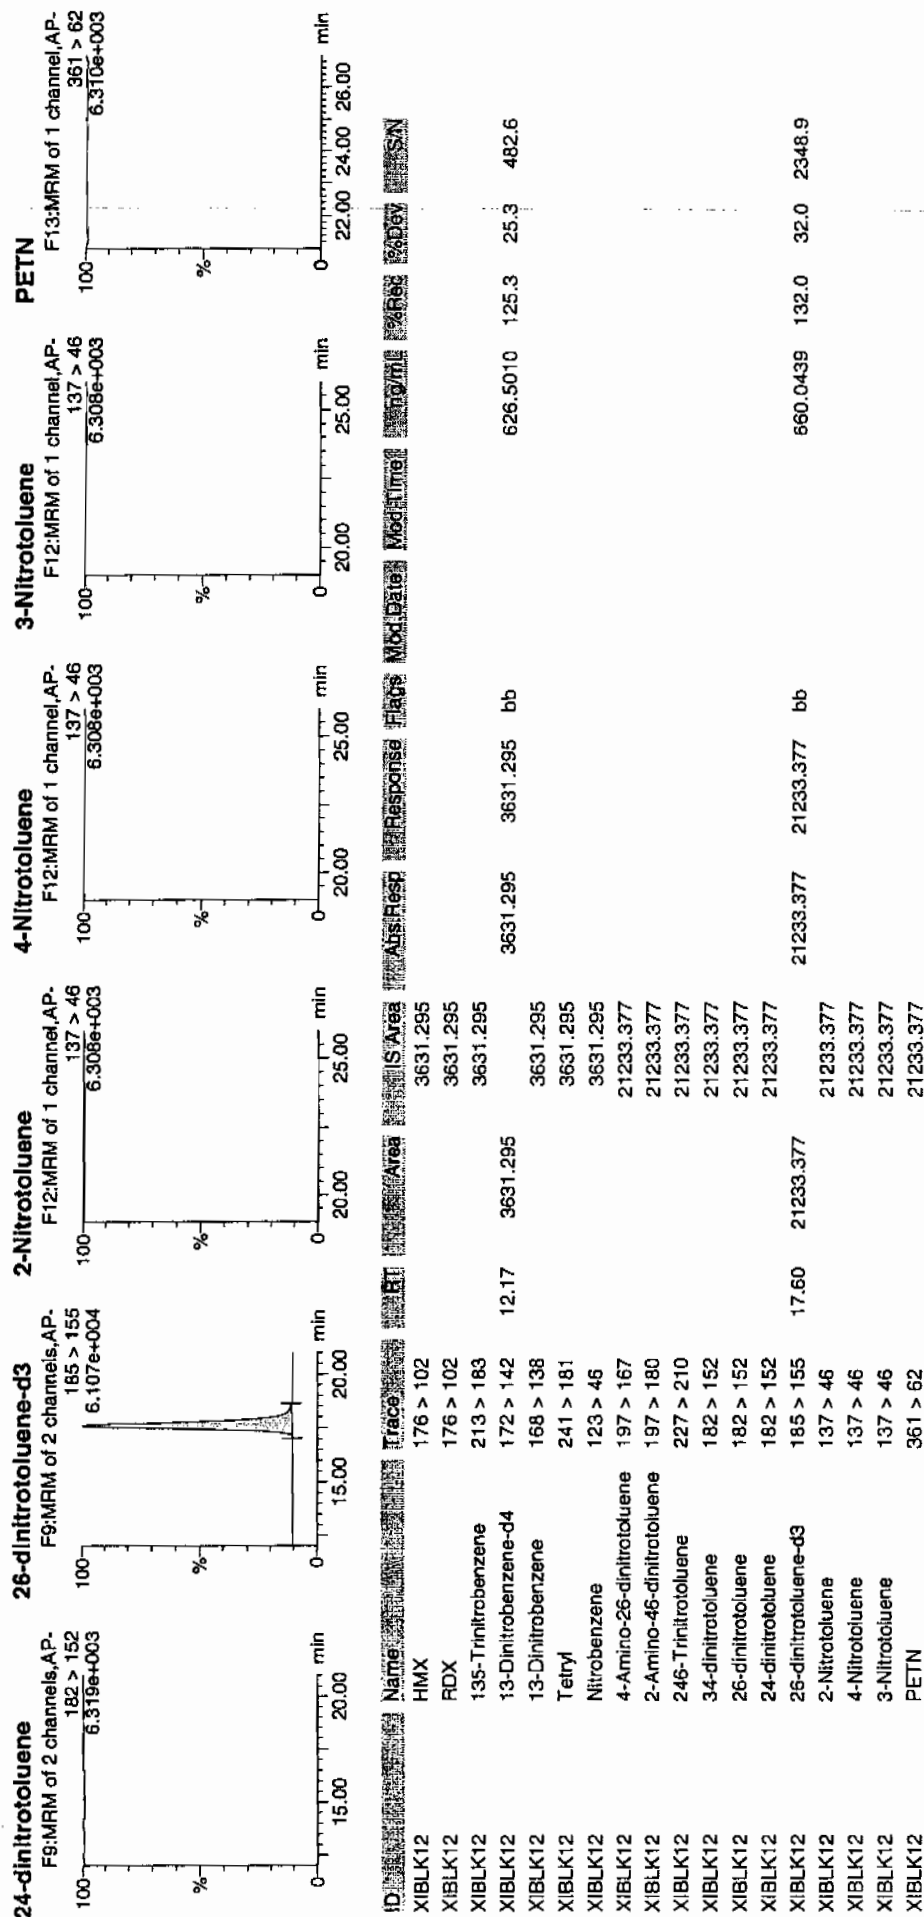 24-dinitrotoluene
F9:MRM of 2 channels,AP-
182 > 152
6.319e+003
100
%
0
15.00 20.00 min
26-dinitrotoluene-d3
F9:MRM of 2 channels,AP-
185 > 155
6.107e+004
100
%
0
15.00 20.00 min
2-Nitrotoluene
F12:MRM of 1 channel,AP-
137 > 46
6.308e+003
100
%
0
20.00 25.00 min
4-Nitrotoluene
F12:MRM of 1 channel,AP-
137 > 46
6.308e+003
100
%
0
20.00 25.00 min
3-Nitrotoluene
F12:MRM of 1 channel,AP-
137 > 46
6.308e+003
100
%
0
20.00 25.00 min
PETN
F13:MRM of 1 channel,AP-
361 > 62
6.310e+003
100
%
0
22.00 24.00 26.00 min
ID Name Trace RT Area IS Area Abs.Resp Response Flags Mod.Date Mod.Time ng/mL %Rec %Dev S/N
XIBLK12 HMX 176 > 102 3631.295
XIBLK12 RDX 176 > 102 3631.295
XIBLK12 135-Trinitrobenzene 213 > 183 3631.295
XIBLK12 13-Dinitrobenzene-d4 172 > 142 12.17 3631.295 3631.295 3631.295 bb 626.5010 125.3 25.3 482.6
XIBLK12 13-Dinitrobenzene 168 > 138 3631.295
XIBLK12 Tetryl 241 > 181 3631.295
XIBLK12 Nitrobenzene 123 > 46 3631.295
XIBLK12 4-Amino-26-dinitrotoluene 197 > 167 21233.377
XIBLK12 2-Amino-46-dinitrotoluene 197 > 180 21233.377
XIBLK12 246-Trinitrotoluene 227 > 210 21233.377
XIBLK12 34-dinitrotoluene 182 > 152 21233.377
XIBLK12 26-dinitrotoluene 182 > 152 21233.377
XIBLK12 24-dinitrotoluene 182 > 152 21233.377
XIBLK12 26-dinitrotoluene-d3 185 > 155 17.60 21233.377 21233.377 21233.377 bb 660.0439 132.0 32.0 2348.9
XIBLK12 2-Nitrotoluene 137 > 46 21233.377
XIBLK12 4-Nitrotoluene 137 > 46 21233.377
XIBLK12 3-Nitrotoluene 137 > 46 21233.377
XIBLK12 PETN 361 > 62 21233.377